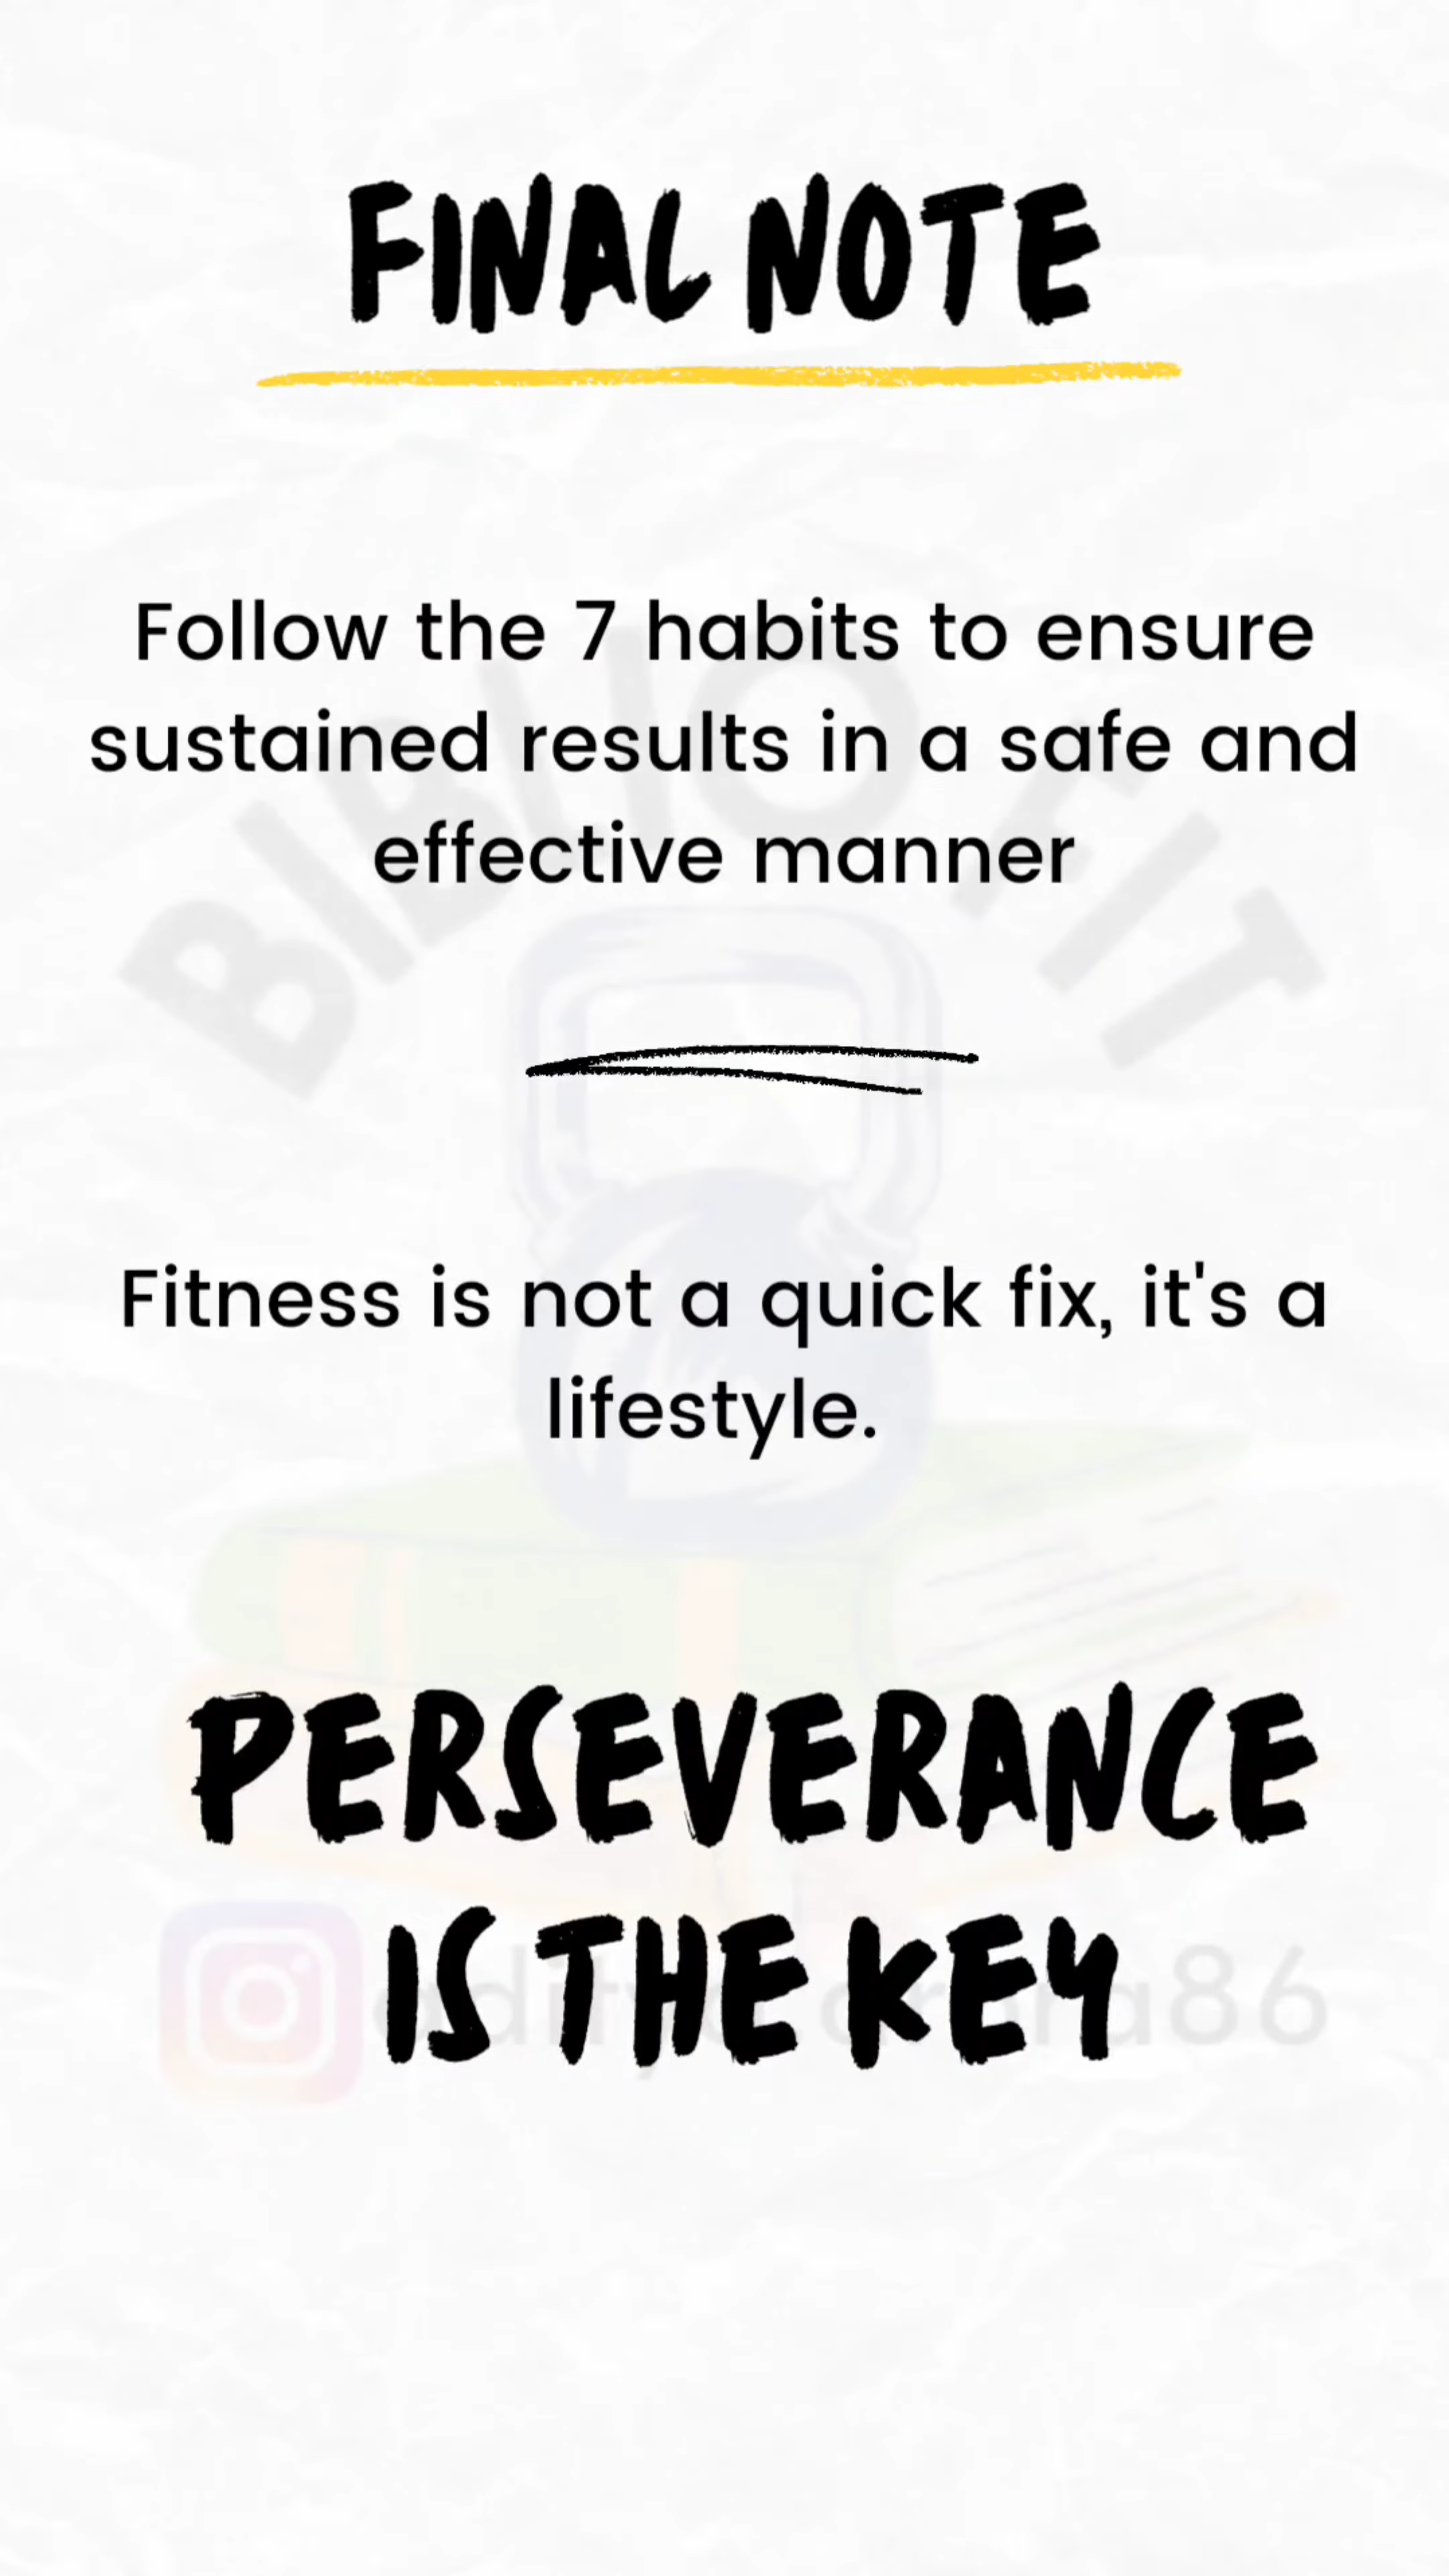 FINAL NOTE
Follow the 7 habits to ensure
sustained results in a safe and
effective manner
BIBLIOFIT
Fitness is not a quick fix, it's a
lifestyle.
PERSEVERANCE
IS THE KEY